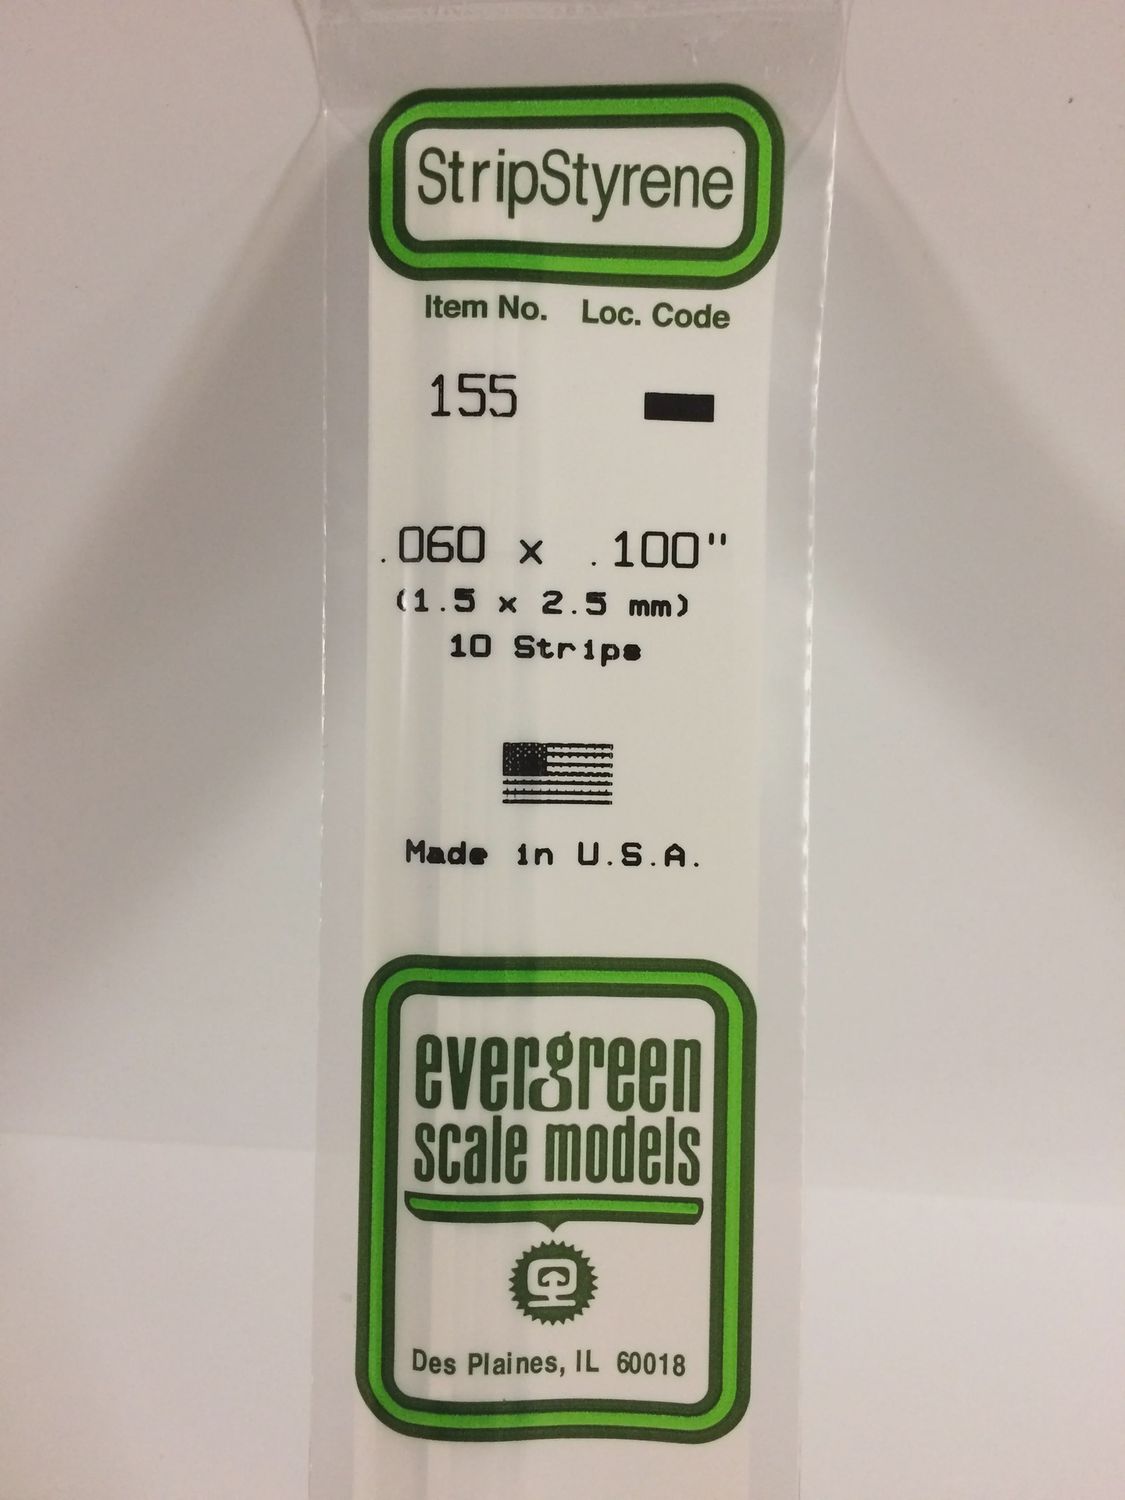 StripStyrene
Item No. Loc. Code
155
.060 x .100"
(1.5 x 2.5 mm)
10 Strips
Made in U.S.A.
evergreen
scale models
Des Plaines, IL 60018